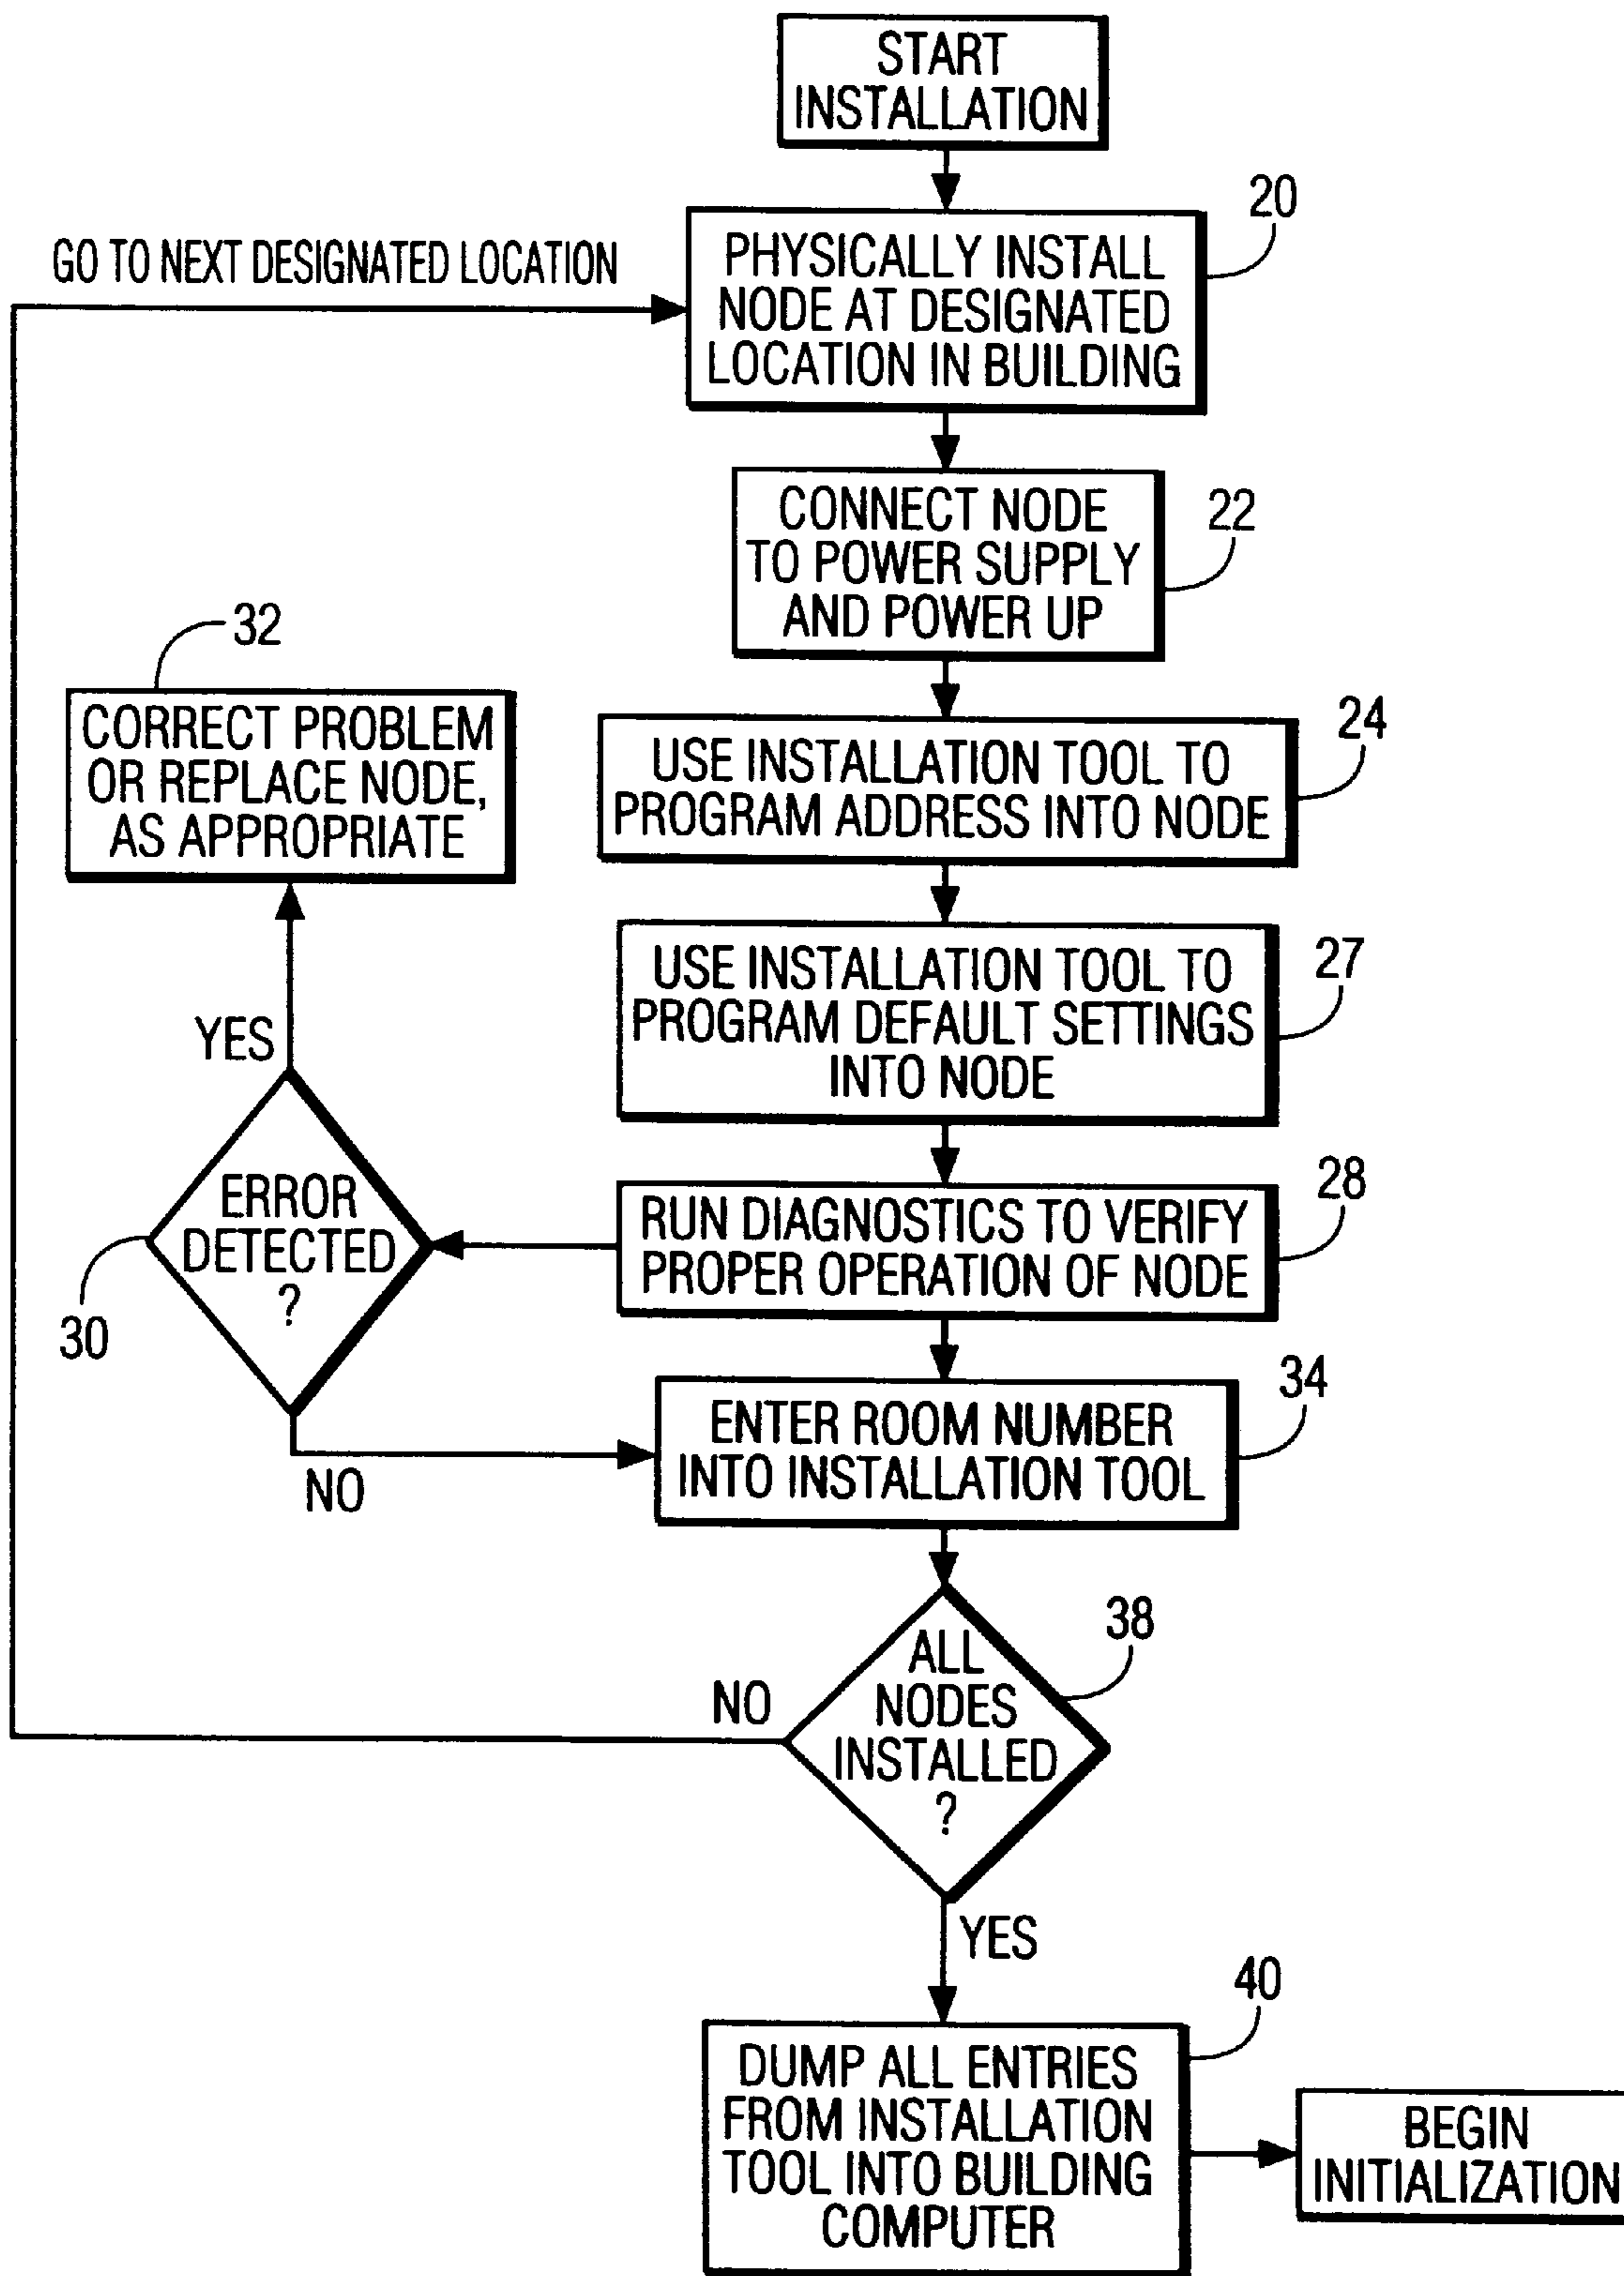 START
INSTALLATION
20
GO TO NEXT DESIGNATED LOCATION
PHYSICALLY INSTALL
NODE AT DESIGNATED
LOCATION IN BUILDING
22
CONNECT NODE
TO POWER SUPPLY
AND POWER UP
32
CORRECT PROBLEM
OR REPLACE NODE,
AS APPROPRIATE
24
USE INSTALLATION TOOL TO
PROGRAM ADDRESS INTO NODE
27
USE INSTALLATION TOOL TO
PROGRAM DEFAULT SETTINGS
INTO NODE
YES
ERROR
DETECTED
?
30
28
RUN DIAGNOSTICS TO VERIFY
PROPER OPERATION OF NODE
34
ENTER ROOM NUMBER
INTO INSTALLATION TOOL
NO
38
ALL
NODES
INSTALLED
?
NO
YES
40
DUMP ALL ENTRIES
FROM INSTALLATION
TOOL INTO BUILDING
COMPUTER
BEGIN
INITIALIZATION